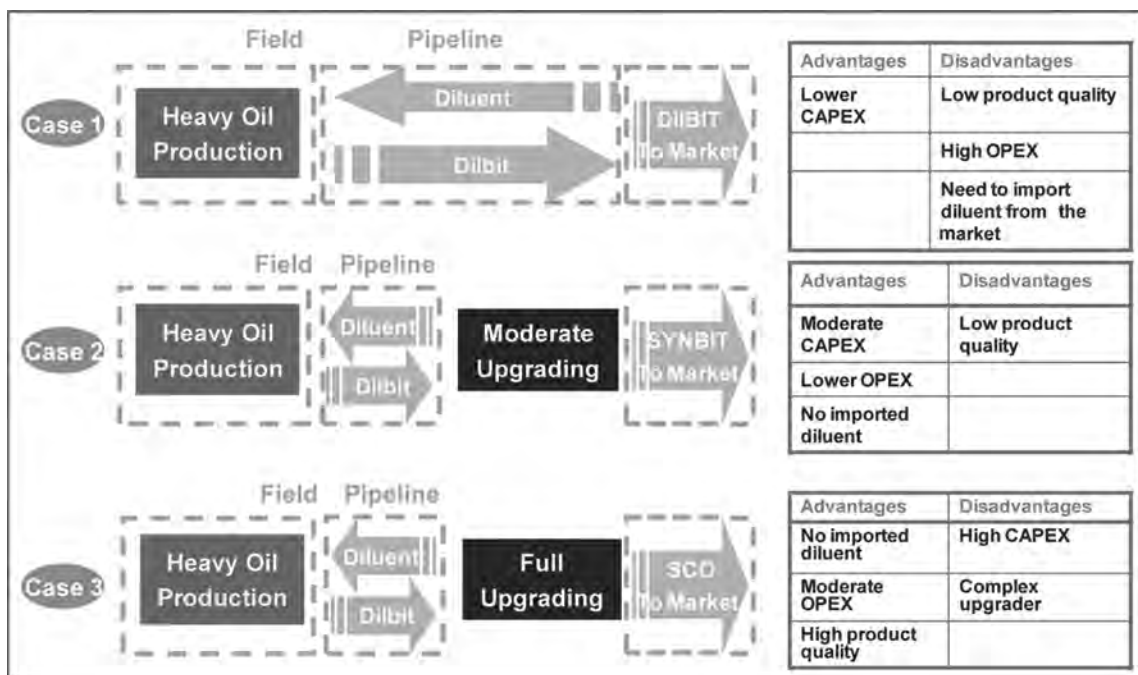 Field Pipeline
Case 1
Heavy Oil
Production
Diluent
Dilbit
DilBIT
To Market
Advantages Disadvantages
Lower
CAPEX
Low product quality
High OPEX
Need to import
diluent from the
market
Field Pipeline
Case 2
Heavy Oil
Production
Diluent
Dilbit
Moderate
Upgrading
SYNBIT
To Market
Advantages Disadvantages
Moderate
CAPEX
Low product
quality
Lower OPEX
No imported
diluent
Field Pipeline
Case 3
Heavy Oil
Production
Diluent
Dilbit
Full
Upgrading
SCO
To Market
Advantages Disadvantages
No imported
diluent
High CAPEX
Moderate
OPEX
Complex
upgrader
High product
quality